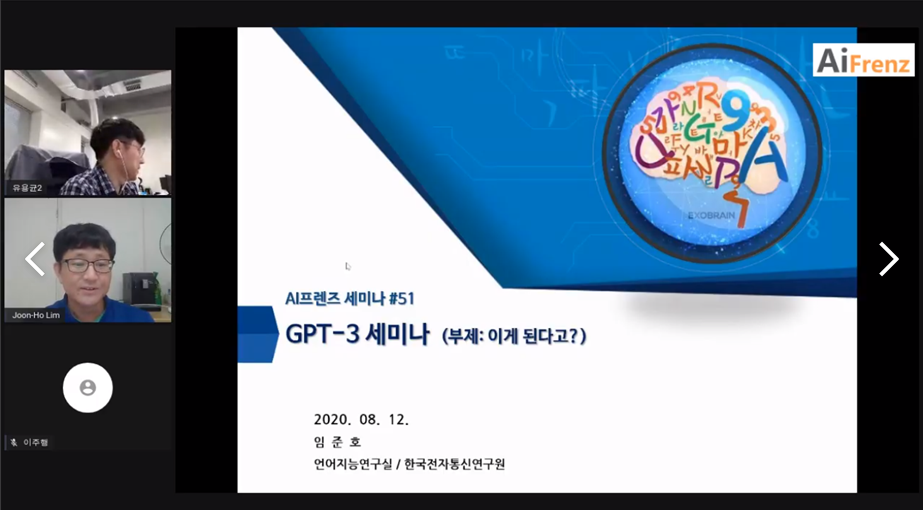 AiFrenz
유용균2
Joon-Ho Lim
이주행
EXOBRAIN
AI프렌즈 세미나 #51
GPT-3 세미나 (부제: 이게 된다고?)
2020. 08. 12.
임 준 호
언어지능연구실 / 한국전자통신연구원